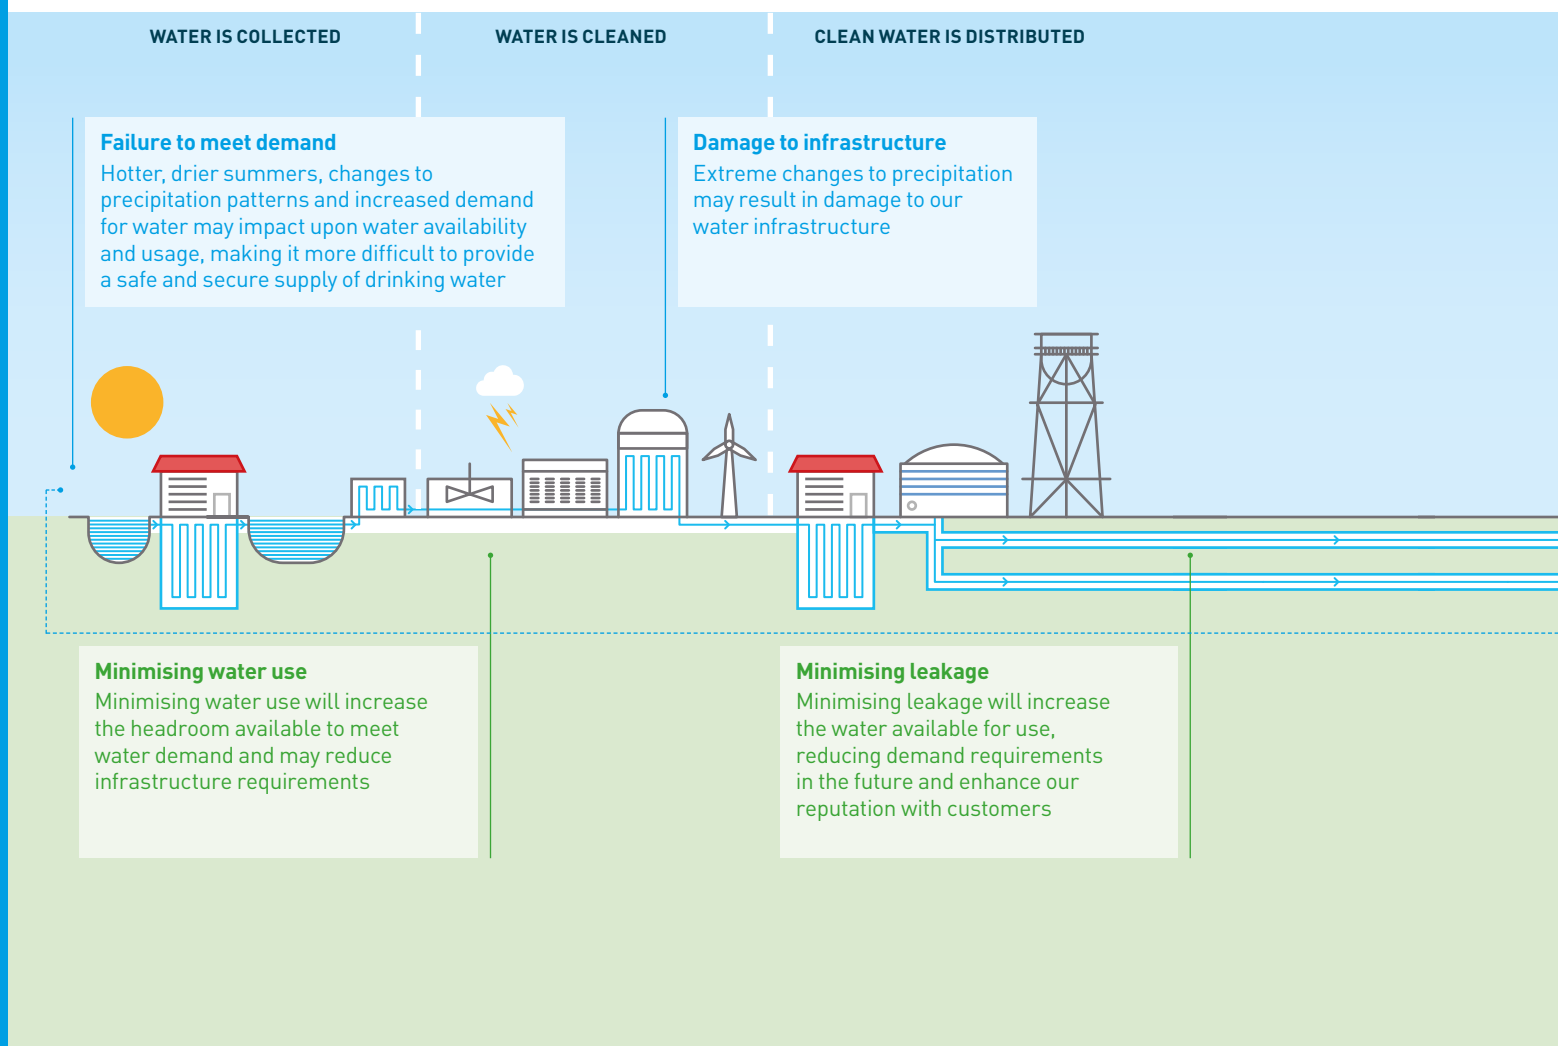 WATER IS COLLECTED
WATER IS CLEANED
CLEAN WATER IS DISTRIBUTED
Failure to meet demand
Hotter, drier summers, changes to
precipitation patterns and increased demand
for water may impact upon water availability
and usage, making it more difficult to provide
a safe and secure supply of drinking water
Damage to infrastructure
Extreme changes to precipitation
may result in damage to our
water infrastructure
Minimising water use
Minimising water use will increase
the headroom available to meet
water demand and may reduce
infrastructure requirements
Minimising leakage
Minimising leakage will increase
the water available for use,
reducing demand requirements
in the future and enhance our
reputation with customers